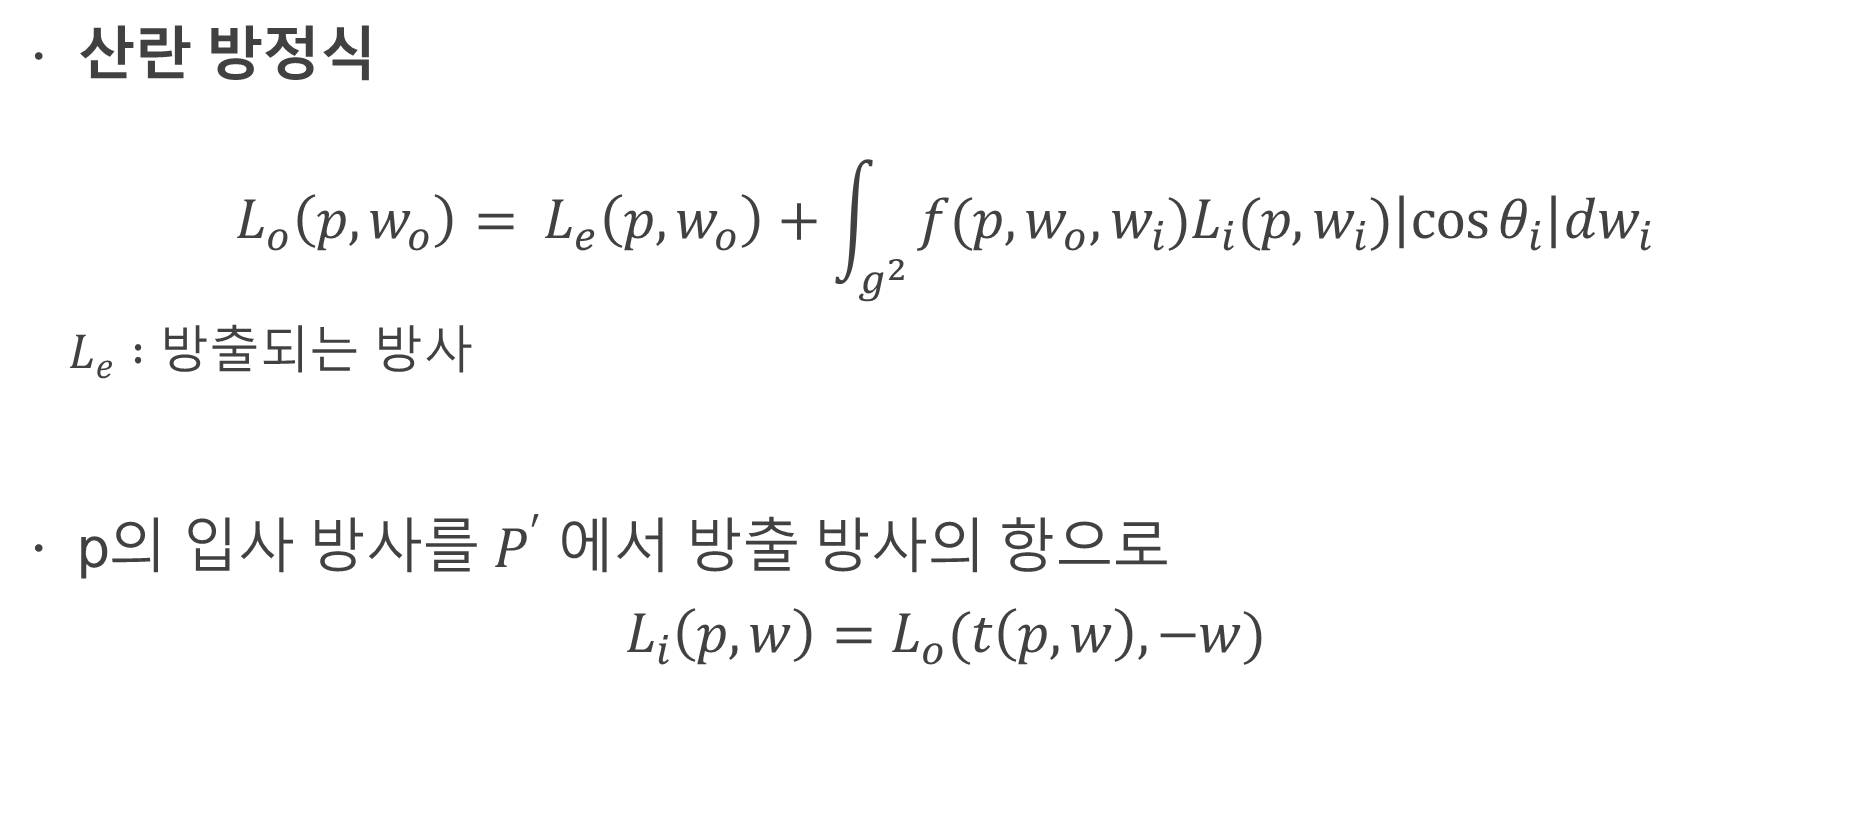 · 산란 방정식
L_o(p, w_o) = L_e(p, w_o) + ∫_{g^2} f(p, w_o, w_i)L_i(p, w_i)|cos θ_i|dw_i
L_e : 방출되는 방사
· p의 입사 방사를 P′ 에서 방출 방사의 항으로
L_i(p, w) = L_o(t(p, w), −w)